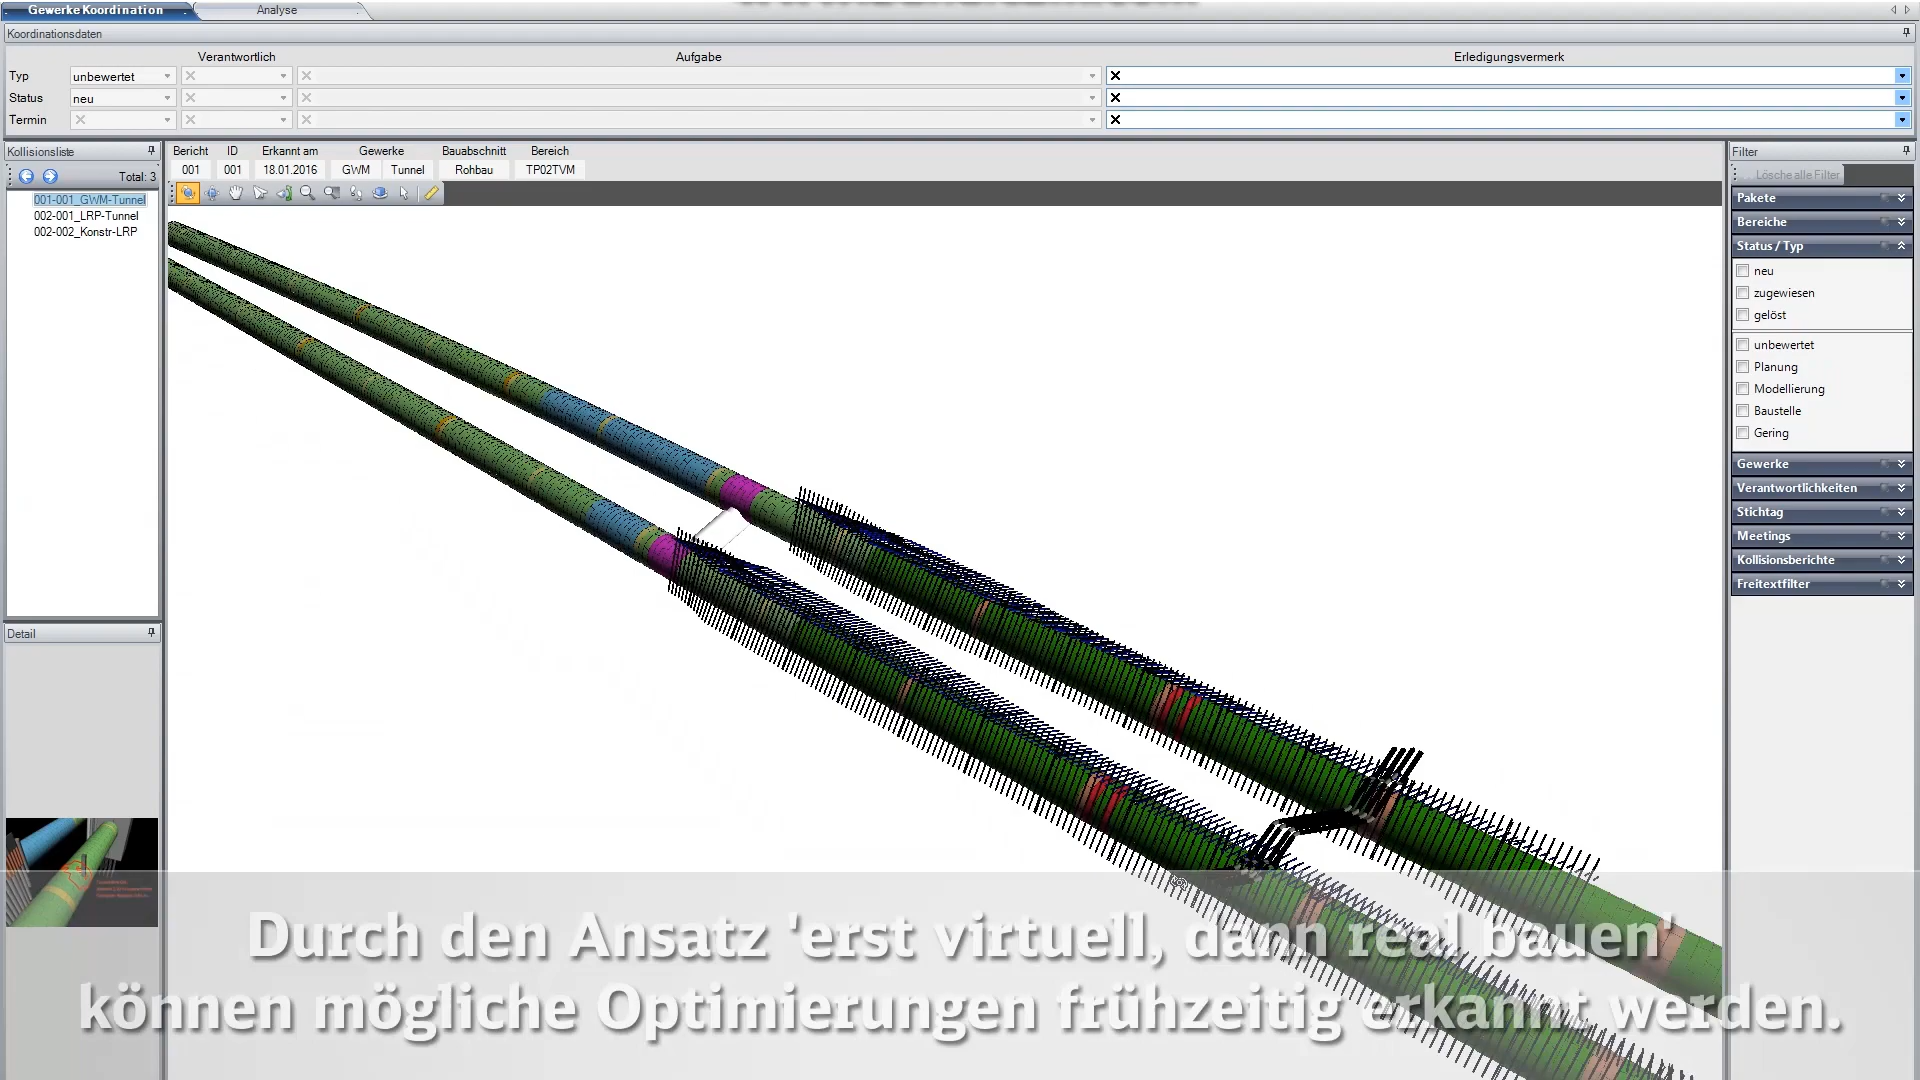 Gewerke Koordination
Analyse
Koordinationsdaten
Verantwortlich
Aufgabe
Erledigungsvermerk
Typ
unbewertet
Status
neu
Termin
Kollisionsliste
Total: 3
001-001_GWM-Tunnel
002-001_LRP-Tunnel
002-002_Konstr-LRP
Bericht ID Erkannt am Gewerke Bauabschnitt Bereich
001 001 18.01.2016 GWM Tunnel Rohbau TP02TVM
Detail
Filter
Lösche alle Filter
Pakete
Bereiche
Status / Typ
neu
zugewiesen
gelöst
unbewertet
Planung
Modellierung
Baustelle
Gering
Gewerke
Verantwortlichkeiten
Stichtag
Meetings
Kollisionsberichte
Freitextfilter
Durch den Ansatz 'erst virtuell, dann real bauen'
können mögliche Optimierungen frühzeitig erkannt werden.